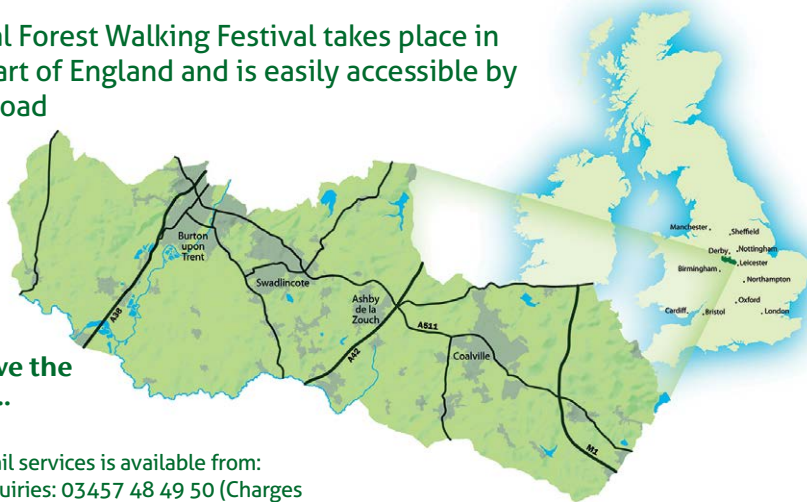 al Forest Walking Festival takes place in
art of England and is easily accessible by
oad
Manchester
Sheffield
Derby
Nottingham
Leicester
Birmingham
Northampton
Oxford
Cardiff
Bristol
London
Burton
upon
Trent
Swadlincote
Ashby
de la
Zouch
A38
A511
A42
Coalville
M1
ve the
..
ail services is available from:
uiries: 03457 48 49 50 (Charges